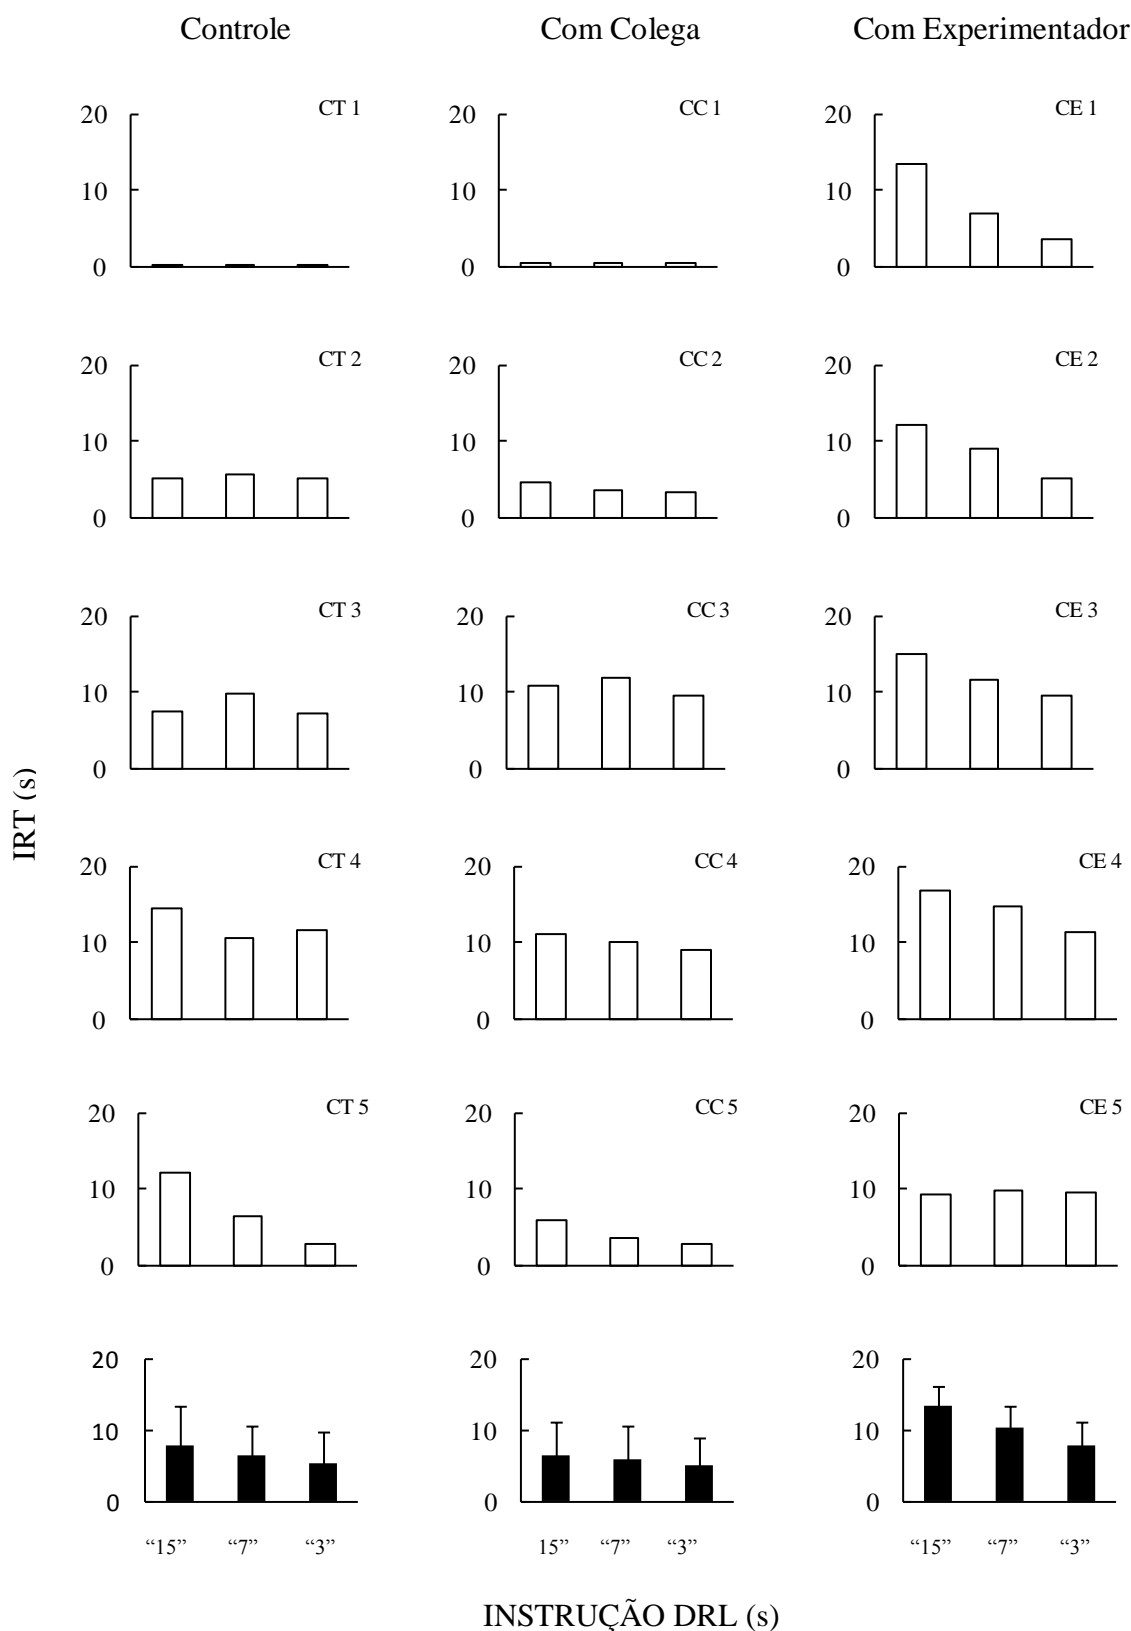 Controle Com Colega Com Experimentador
CT 1 CC 1 CE 1
20 20 20
10 10 10
0 0 0
CT 2 CC 2 CE 2
20 20 20
10 10 10
0 0 0
CT 3 CC 3 CE 3
20 20 20
10 10 10
0 0 0
IRT (s)
CT 4 CC 4 CE 4
20 20 20
10 10 10
0 0 0
CT 5 CC 5 CE 5
20 20 20
10 10 10
0 0 0
20 20 20
10 10 10
0 0 0
“15” “7” “3” 15” “7” “3” “15” “7” “3”
INSTRUÇÃO DRL (s)